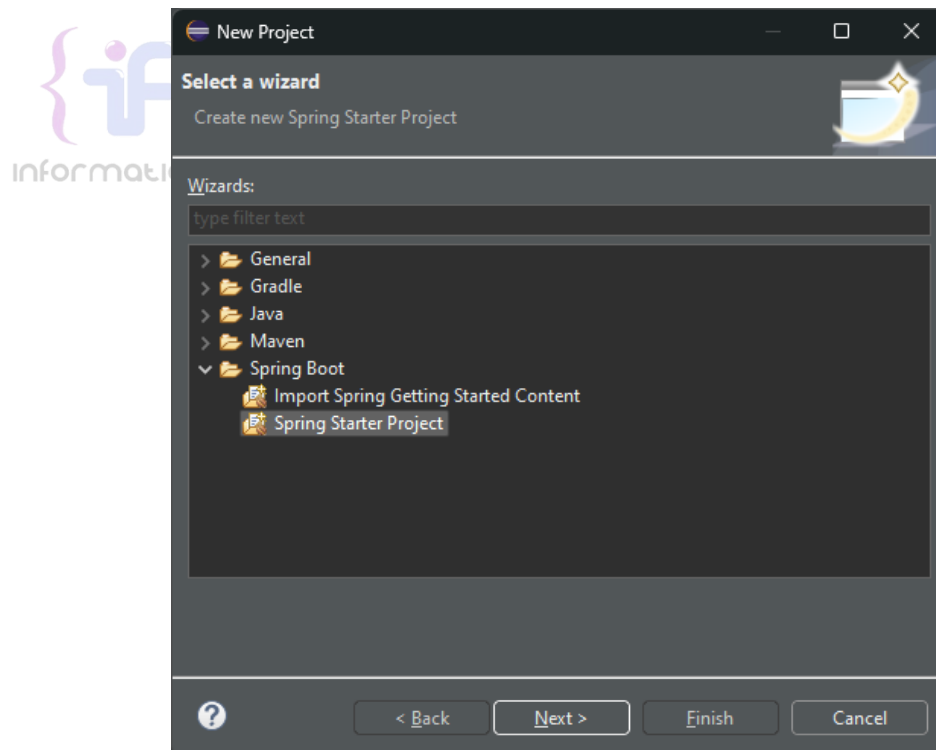 New Project
Select a wizard
Create new Spring Starter Project
Wizards:
type filter text
General
Gradle
Java
Maven
Spring Boot
Import Spring Getting Started Content
Spring Starter Project
< Back
Next >
Finish
Cancel